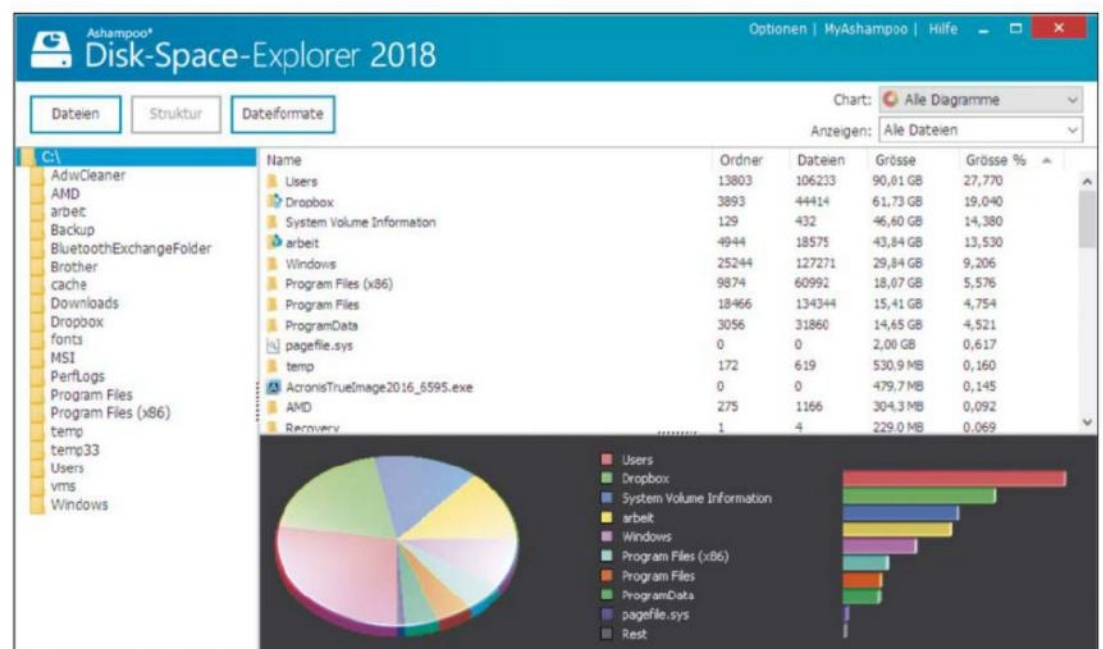 Ashampoo®
Disk-Space-Explorer 2018
Optionen | MyAshampoo | Hilfe
Dateien Struktur Dateiformate
Chart: Alle Diagramme
Anzeigen: Alle Dateien
C:\
AdwCleaner
AMD
arbeit
Backup
BluetoothExchangeFolder
Brother
cache
Downloads
Dropbox
fonts
MSI
PerfLogs
Program Files
Program Files (x86)
temp
temp33
Users
vms
Windows
Name Ordner Dateien Grösse Grösse %
Users 13803 106233 90,01 GB 27,770
Dropbox 3893 44414 61,73 GB 19,040
System Volume Information 129 432 46,60 GB 14,380
arbeit 4944 18575 43,84 GB 13,530
Windows 25244 127271 29,84 GB 9,206
Program Files (x86) 9874 60992 18,07 GB 5,576
Program Files 18466 134344 15,41 GB 4,754
ProgramData 3056 31860 14,65 GB 4,521
pagefile.sys 0 0 2,00 GB 0,617
temp 172 619 530,9 MB 0,160
AcronisTrueImage2016_6595.exe 0 0 479,7 MB 0,145
AMD 275 1166 304,3 MB 0,092
Recovery 1 4 229,0 MB 0.069
Users
Dropbox
System Volume Information
arbeit
Windows
Program Files (x86)
Program Files
ProgramData
pagefile.sys
Rest